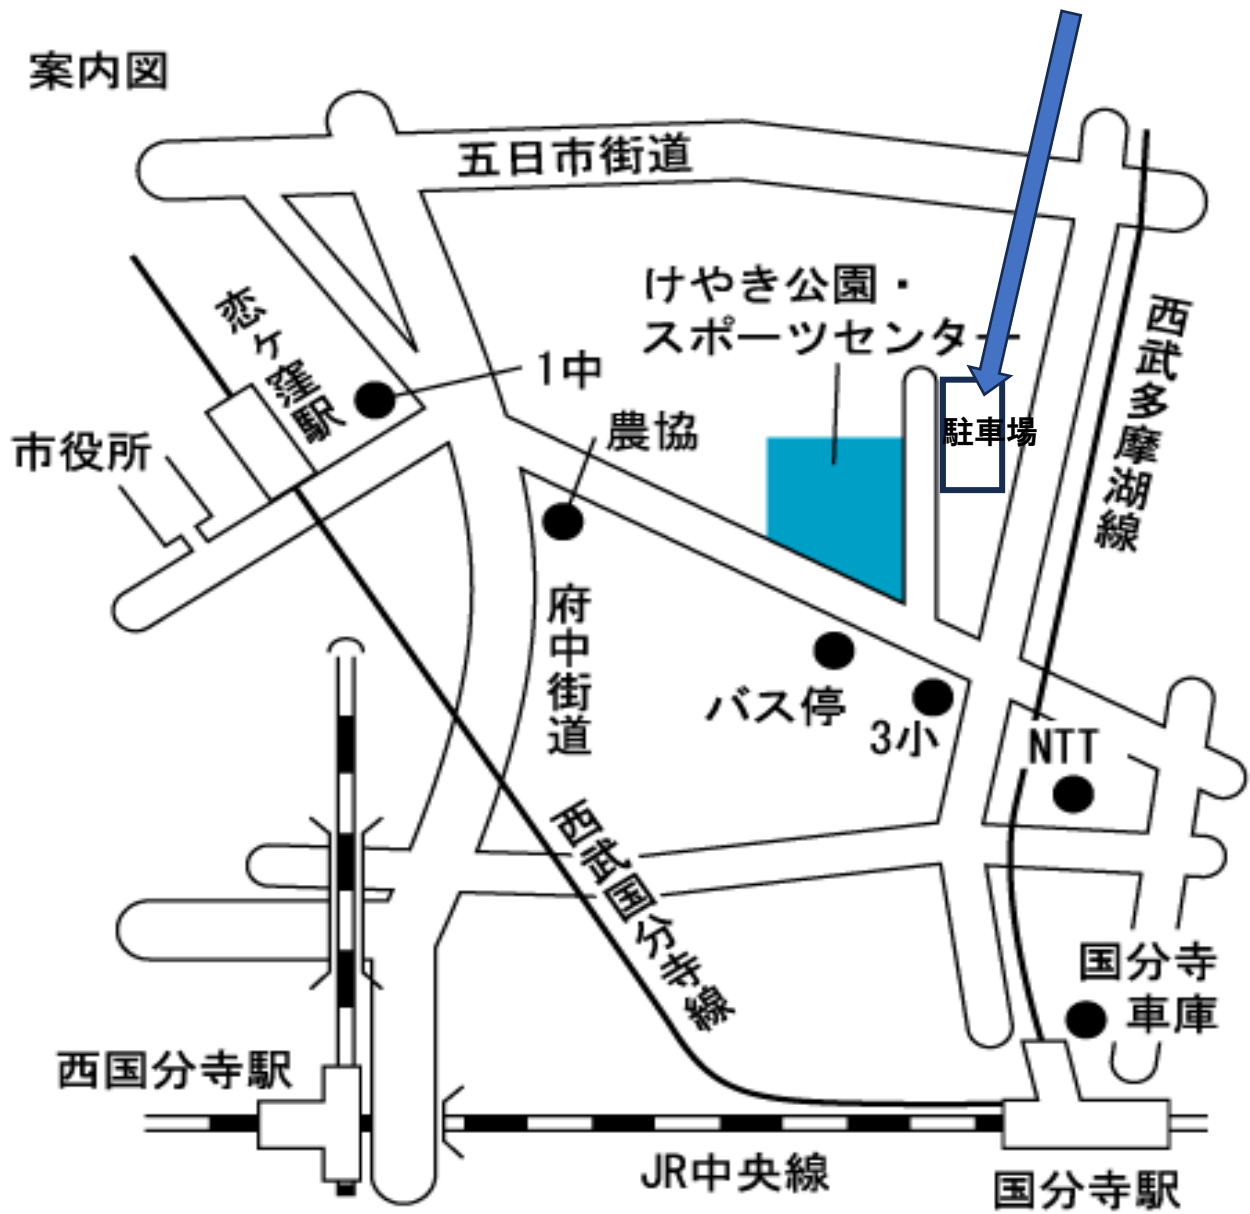 案内図
五日市街道
けやき公園・
スポーツセンター
西武多摩湖線
恋ヶ窪駅
1中
駐車場
農協
市役所
府中街道
バス停
3小
NTT
西武国分寺線
国分寺
車庫
西国分寺駅
JR中央線
国分寺駅